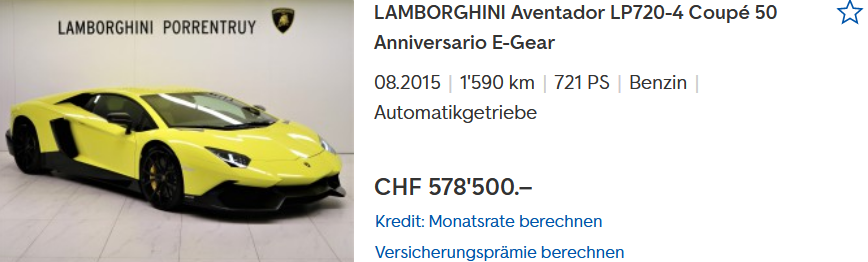 LAMBORGHINI PORRENTRUY
LAMBORGHINI Aventador LP720-4 Coupé 50
Anniversario E-Gear
08.2015 | 1'590 km | 721 PS | Benzin |
Automatikgetriebe
CHF 578'500.–
Kredit: Monatsrate berechnen
Versicherungsprämie berechnen